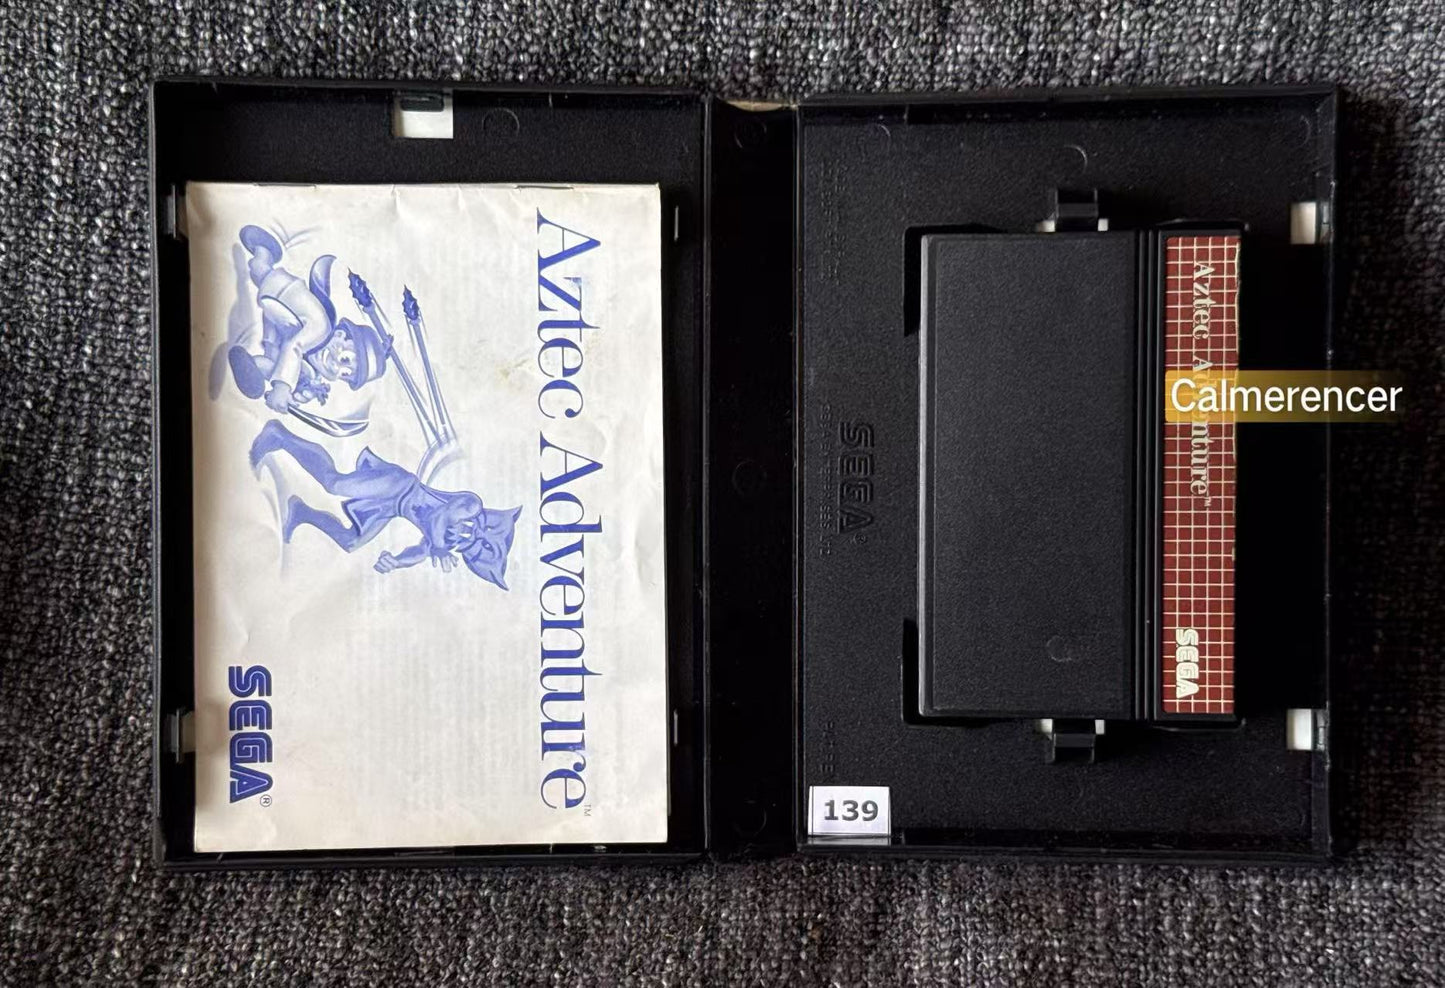 Aztec Adventure™
SEGA®
SEGA®
139
Aztec Adventure™
SEGA
Calmerencer